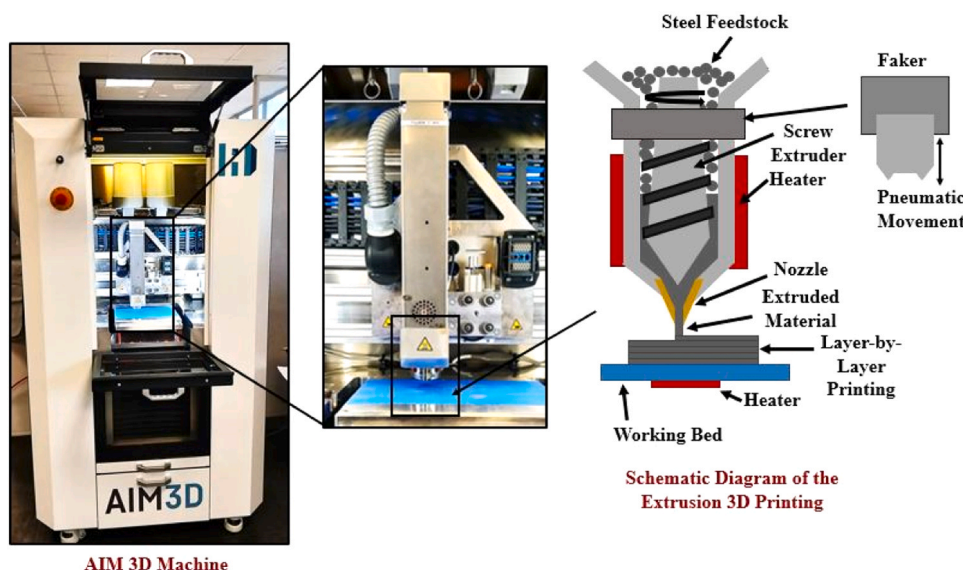 Steel Feedstock
Faker
Screw
Extruder
Heater
Pneumatic
Movement
Nozzle
Extruded
Material
Layer-by-
Layer
Printing
Heater
Working Bed
Schematic Diagram of the
Extrusion 3D Printing
AIM3D
AIM 3D Machine